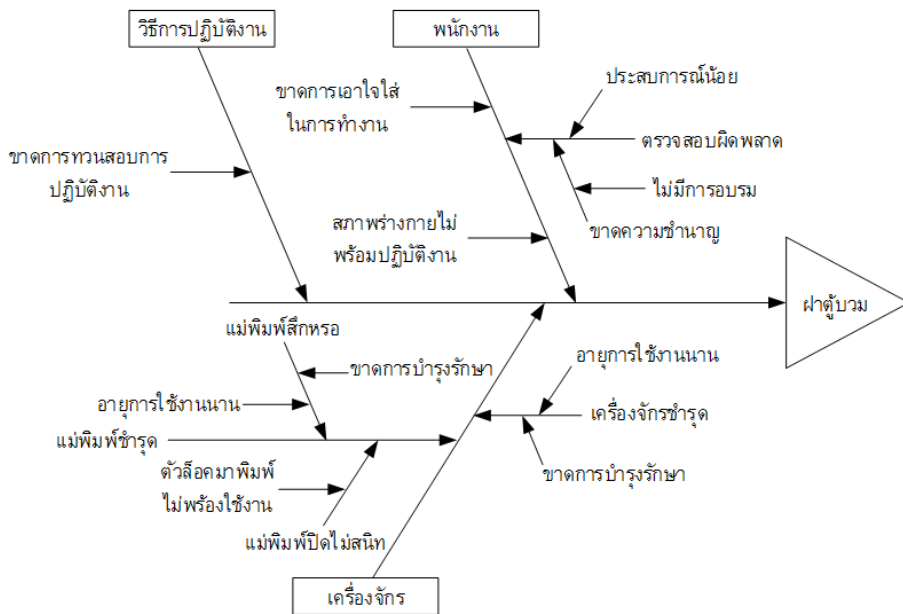 วิธีการปฏิบัติงาน
พนักงาน
ขาดการเอาใจใส่
ในการทำงาน
ประสบการณ์น้อย
ตรวจสอบผิดพลาด
ไม่มีการอบรม
ขาดความชำนาญ
ขาดการทวนสอบการ
ปฏิบัติงาน
สภาพร่างกายไม่
พร้อมปฏิบัติงาน
ฝาตู้บวม
แม่พิมพ์สึกหรอ
ขาดการบำรุงรักษา
อายุการใช้งานนาน
แม่พิมพ์ชำรุด
ตัวล็อคมาพิมพ์
ไม่พร้องใช้งาน
แม่พิมพ์ปิดไม่สนิท
อายุการใช้งานนาน
เครื่องจักรชำรุด
ขาดการบำรุงรักษา
เครื่องจักร